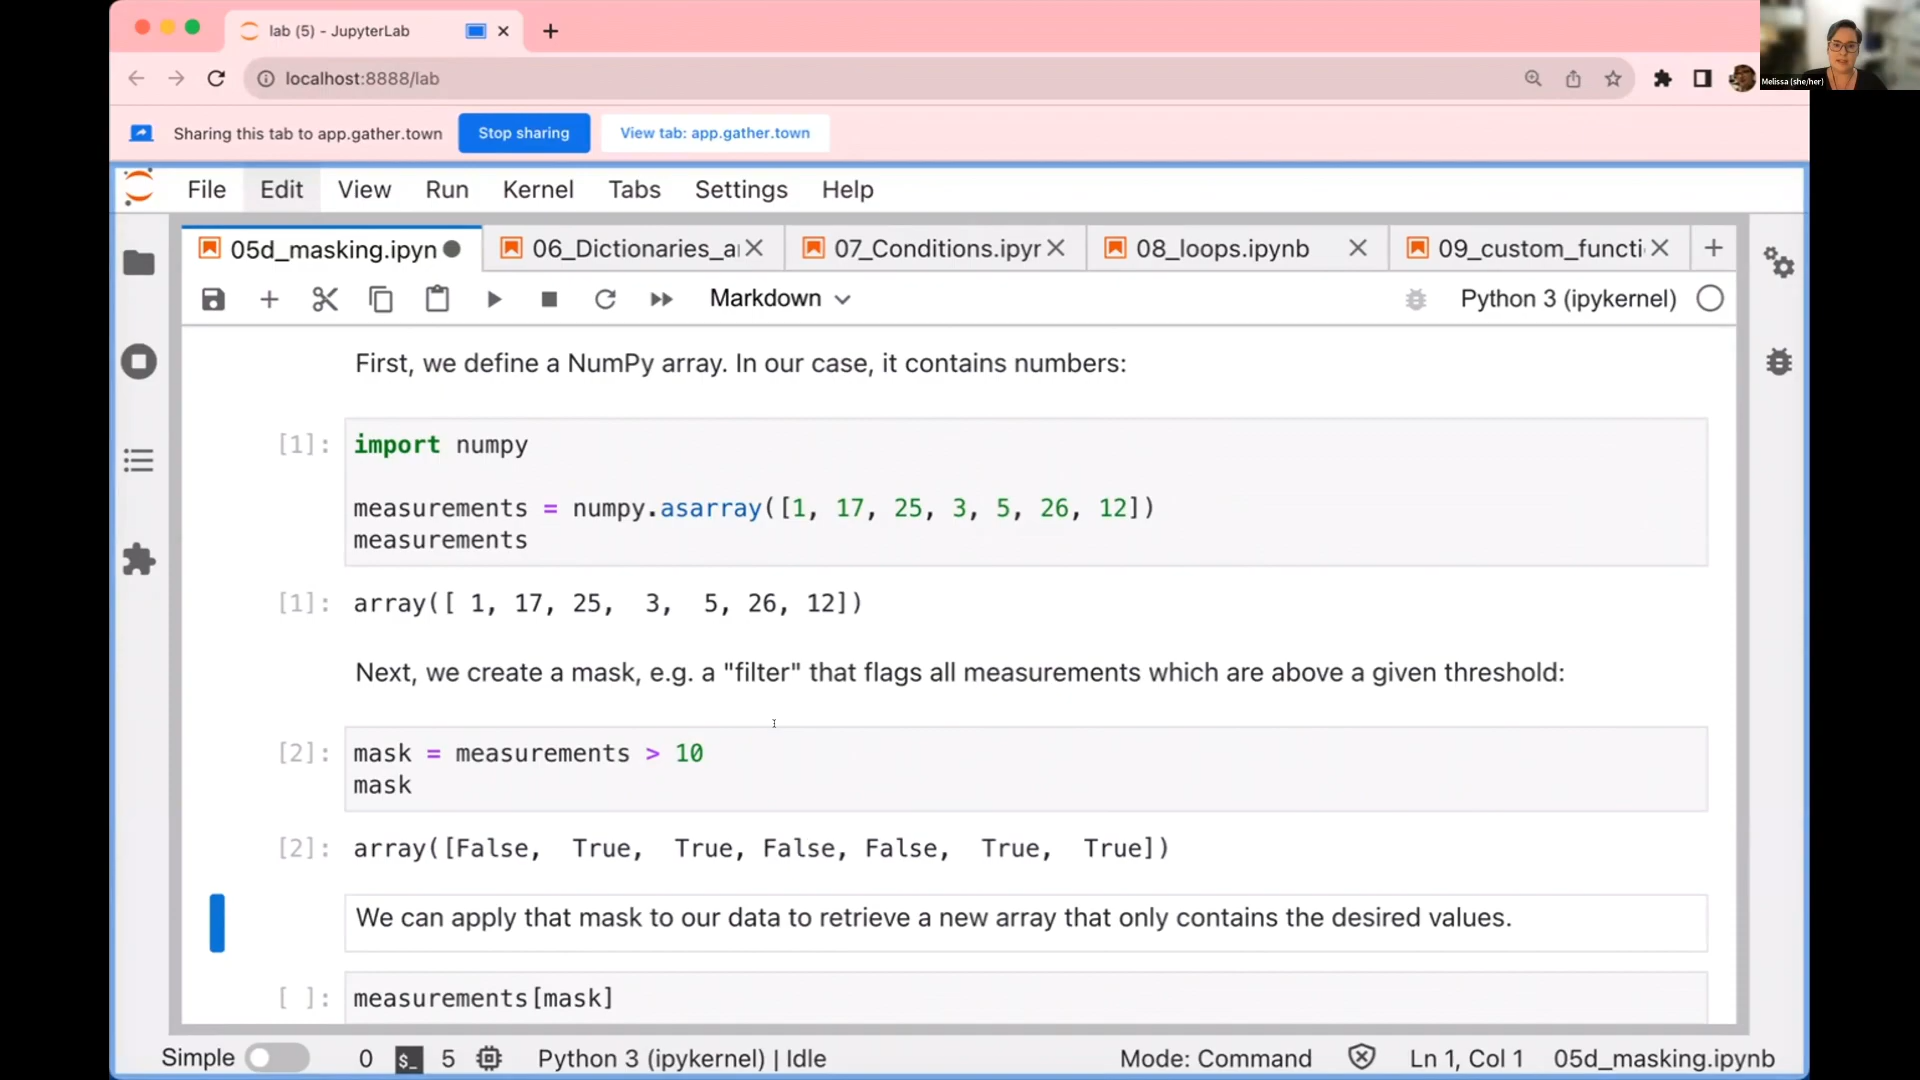 lab (5) - JupyterLab
localhost:8888/lab
Melissa (she/her)
Sharing this tab to app.gather.town
Stop sharing
View tab: app.gather.town
File Edit View Run Kernel Tabs Settings Help
05d_masking.ipyn
06_Dictionaries_a
07_Conditions.ipyr
08_loops.ipynb
09_custom_functi
Markdown
Python 3 (ipykernel)
First, we define a NumPy array. In our case, it contains numbers:
[1]: import numpy
measurements = numpy.asarray([1, 17, 25, 3, 5, 26, 12])
measurements
[1]: array([ 1, 17, 25,  3,  5, 26, 12])
Next, we create a mask, e.g. a "filter" that flags all measurements which are above a given threshold:
[2]: mask = measurements > 10
mask
[2]: array([False,  True,  True, False, False,  True,  True])
We can apply that mask to our data to retrieve a new array that only contains the desired values.
[ ]: measurements[mask]
Simple 0 $_ 5 Python 3 (ipykernel) | Idle Mode: Command Ln 1, Col 1 05d_masking.ipynb